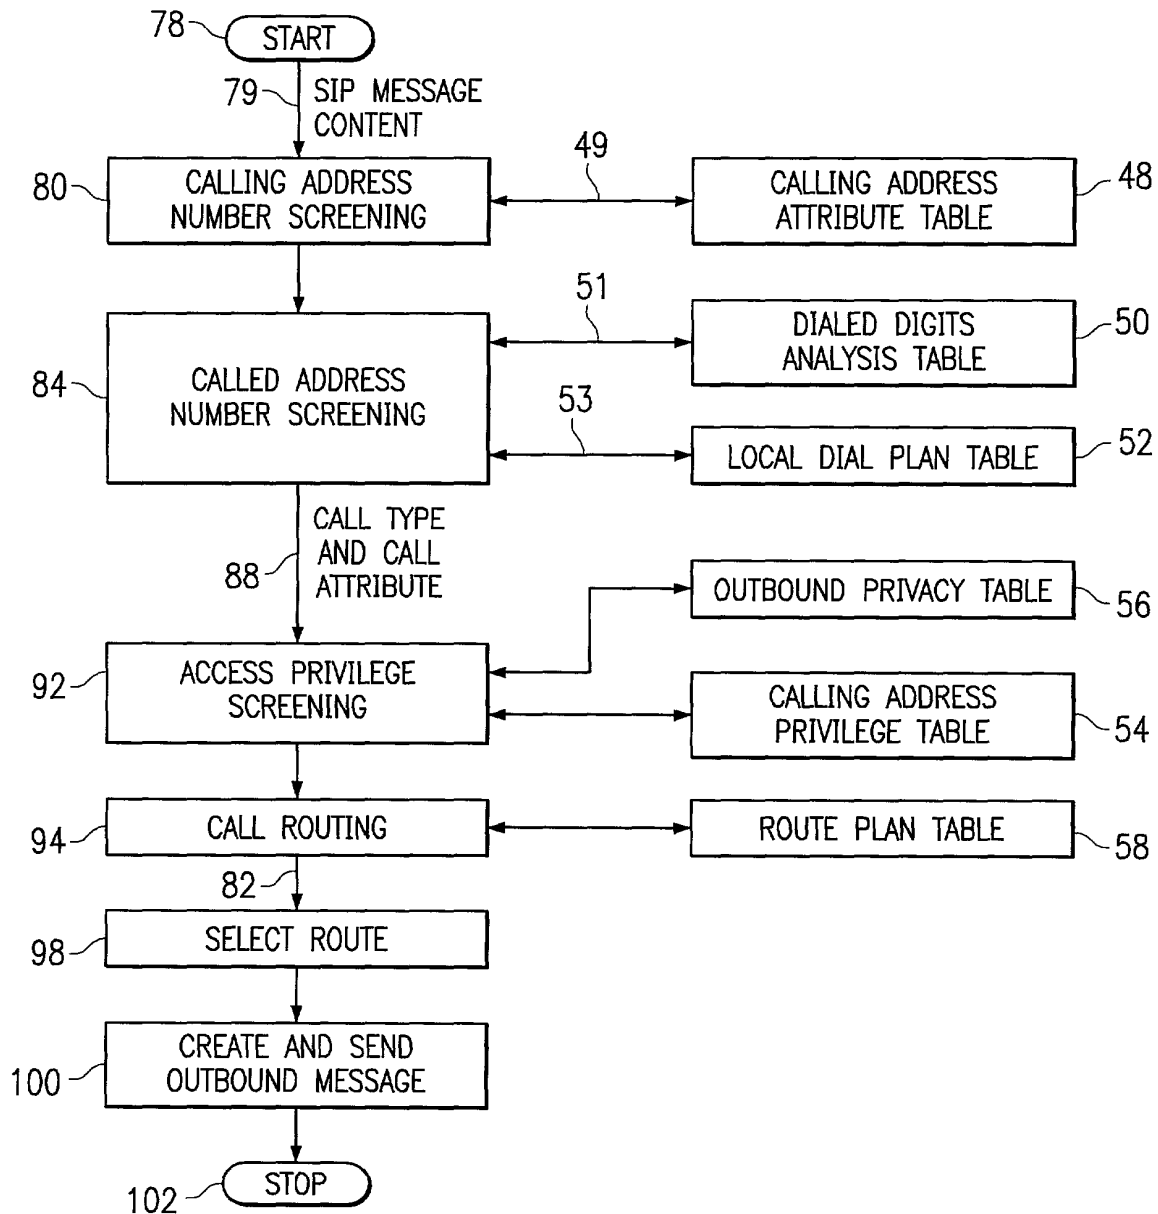 78
START
79
SIP MESSAGE
CONTENT
80
CALLING ADDRESS
NUMBER SCREENING
49
CALLING ADDRESS
ATTRIBUTE TABLE
48
84
CALLED ADDRESS
NUMBER SCREENING
51
DIALED DIGITS
ANALYSIS TABLE
50
53
LOCAL DIAL PLAN TABLE
52
88
CALL TYPE
AND CALL
ATTRIBUTE
OUTBOUND PRIVACY TABLE
56
92
ACCESS PRIVILEGE
SCREENING
CALLING ADDRESS
PRIVILEGE TABLE
54
94
CALL ROUTING
ROUTE PLAN TABLE
58
82
98
SELECT ROUTE
100
CREATE AND SEND
OUTBOUND MESSAGE
102
STOP